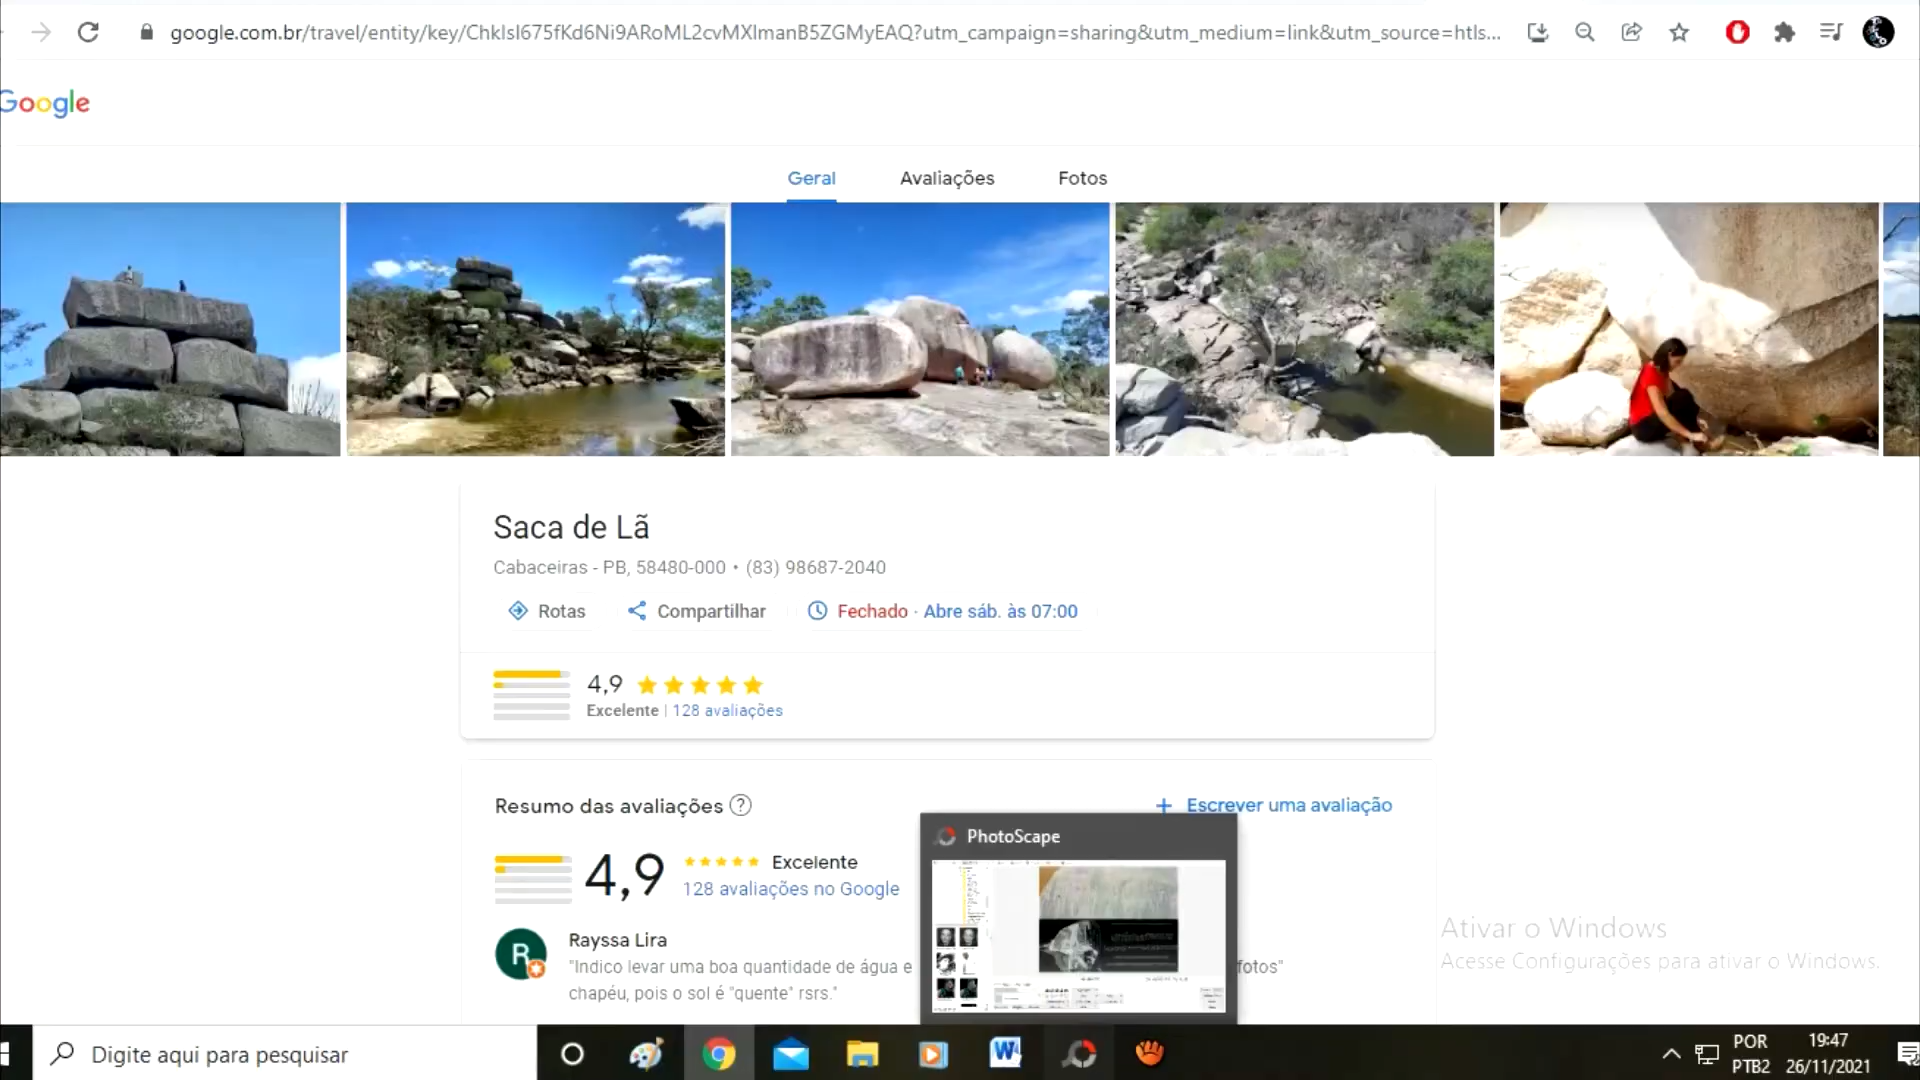 google.com.br/travel/entity/key/ChkIsI675fKd6Ni9ARoML2cvMXlmanB5ZGMyEAQ?utm_campaign=sharing&utm_medium=link&utm_source=htls...
Google
Geral Avaliações Fotos
Saca de Lã
Cabaceiras - PB, 58480-000 • (83) 98687-2040
Rotas Compartilhar Fechado · Abre sáb. às 07:00
4,9
Excelente | 128 avaliações
Resumo das avaliações ? + Escrever uma avaliação
PhotoScape
4,9 Excelente
128 avaliações no Google
R Rayssa Lira
"Indico levar uma boa quantidade de água e fotos"
chapéu, pois o sol é "quente" rsrs."
Ativar o Windows
Acesse Configurações para ativar o Windows.
Digite aqui para pesquisar
W
POR 19:47
PTB2 26/11/2021